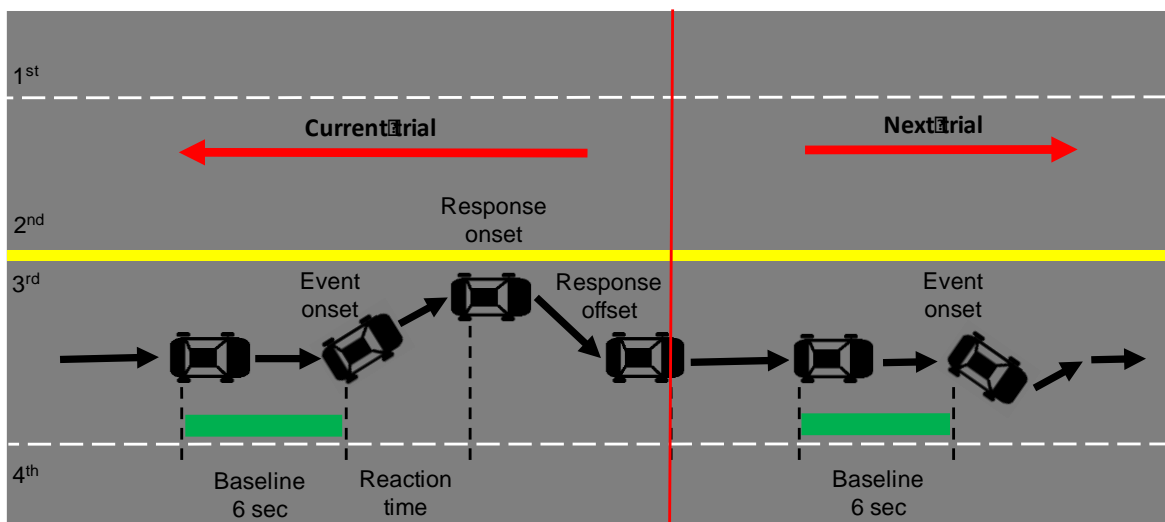 1st
Current trial
Next trial
2nd
Response
onset
3rd
Event
onset
Response
offset
Event
onset
4th
Baseline
6 sec
Reaction
time
Baseline
6 sec